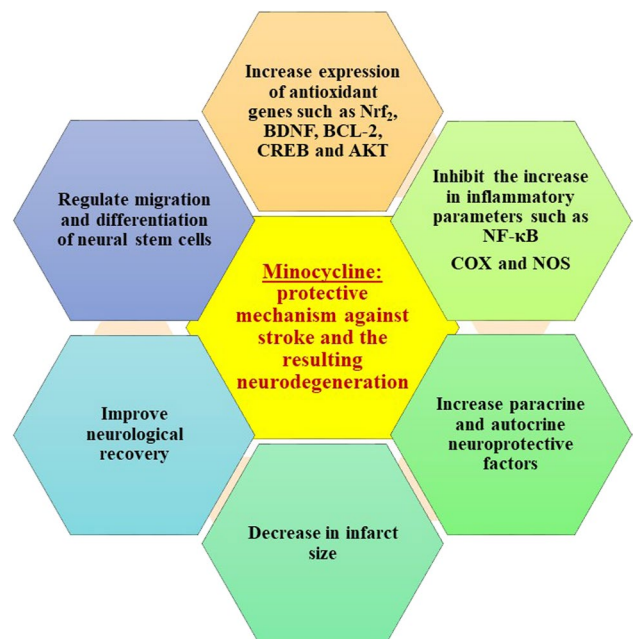 Increase expression
of antioxidant
genes such as Nrf₂,
BDNF, BCL-2,
CREB and AKT
Regulate migration
and differentiation
of neural stem cells
Inhibit the increase
in inflammatory
parameters such as
NF-κB
COX and NOS
Minocycline:
protective
mechanism against
stroke and the
resulting
neurodegeneration
Improve
neurological
recovery
Increase paracrine
and autocrine
neuroprotective
factors
Decrease in infarct
size